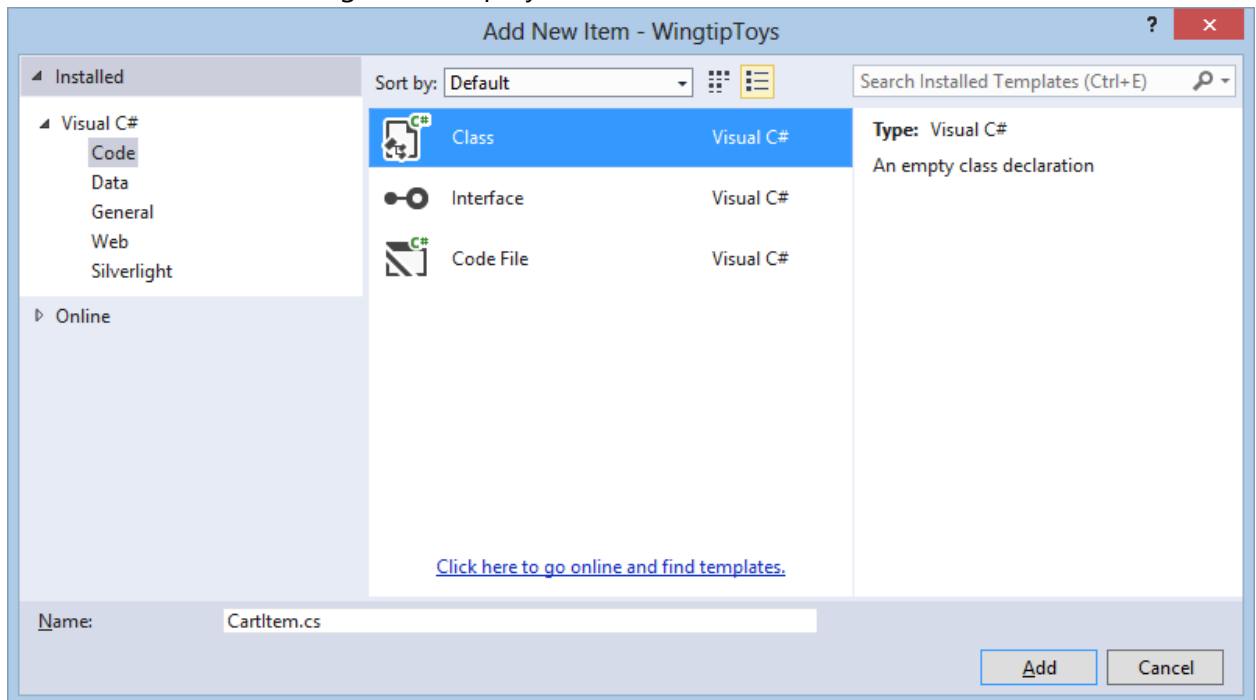 Add New Item - WingtipToys
?
Installed
Sort by: Default
Search Installed Templates (Ctrl+E)
Visual C#
Code
Data
General
Web
Silverlight
Online
C#
Class Visual C#
Interface Visual C#
C#
Code File Visual C#
Type: Visual C#
An empty class declaration
Click here to go online and find templates.
Name: CartItem.cs
Add Cancel